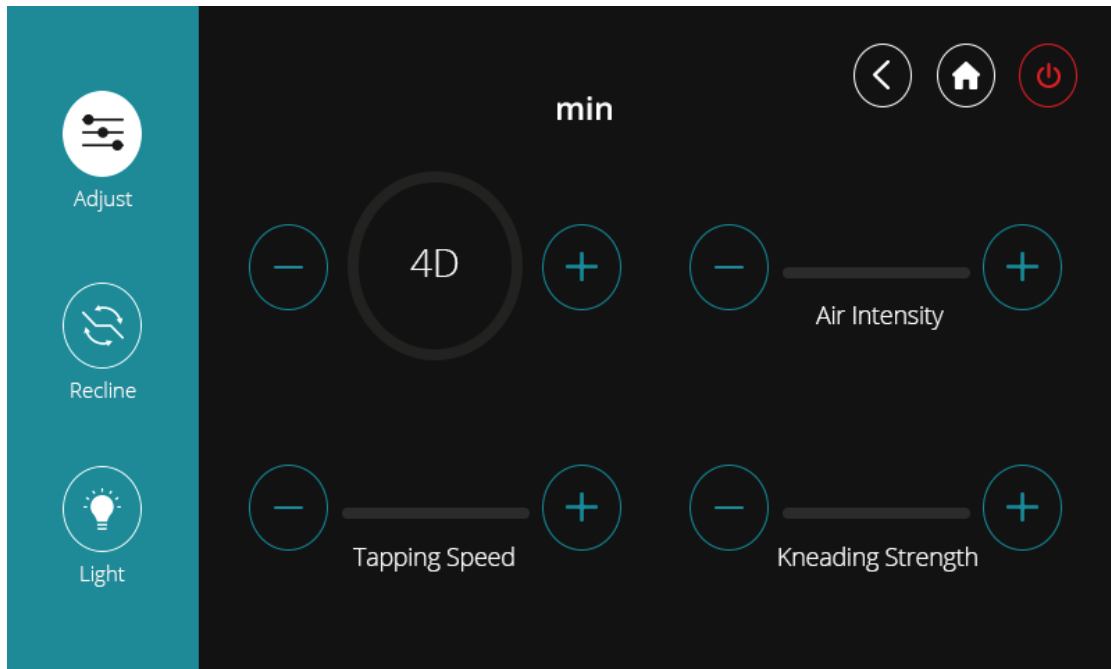 min
Adjust
4D
Air Intensity
Recline
Tapping Speed
Kneading Strength
Light